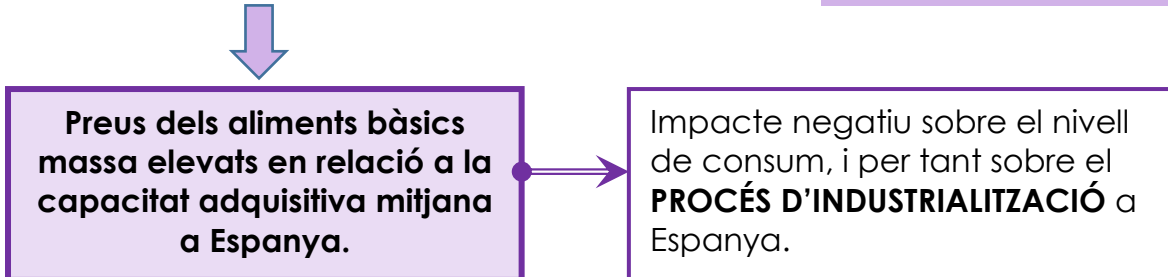 Preus dels aliments bàsics
massa elevats en relació a la
capacitat adquisitiva mitjana
a Espanya.
Impacte negatiu sobre el nivell
de consum, i per tant sobre el
PROCÉS D'INDUSTRIALITZACIÓ a
Espanya.